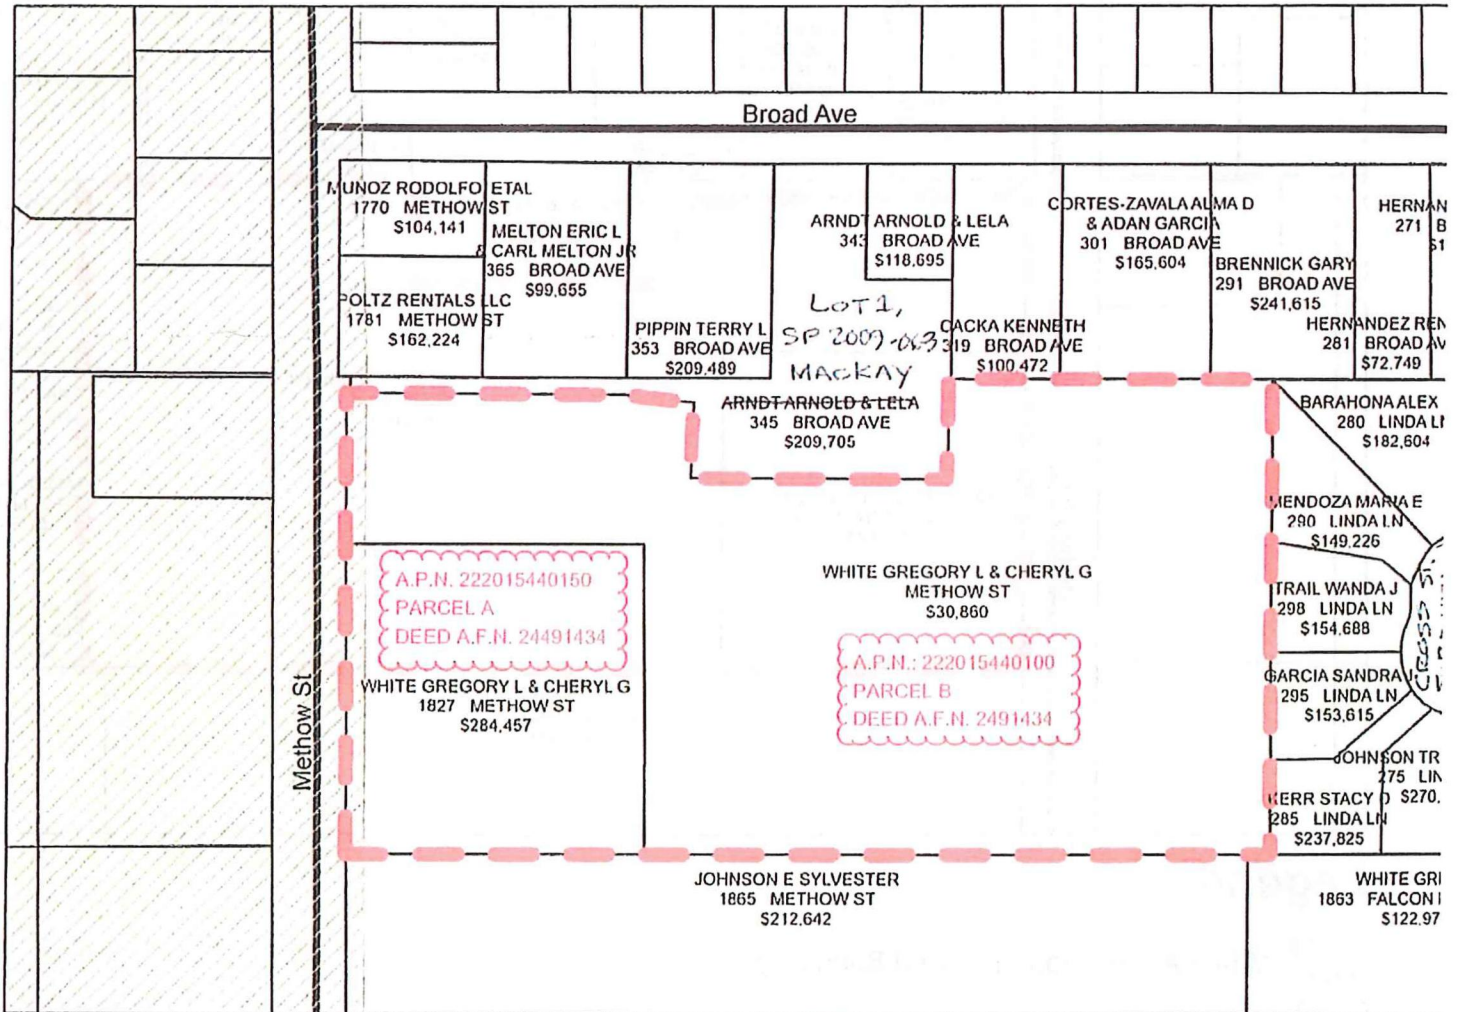 Broad Ave
MUNOZ RODOLFO ETAL
1770 METHOW ST
$104,141
MELTON ERIC L
& CARL MELTON JR
365 BROAD AVE
$99,655
POLTZ RENTALS LLC
1781 METHOW ST
$162,224
PIPPIN TERRY L
353 BROAD AVE
$209,489
ARNDT ARNOLD & LELA
343 BROAD AVE
$118,695
LOT 1,
SP 2009-063
MACKAY
ARNDT ARNOLD & LELA
345 BROAD AVE
$209,705
CACKA KENNETH
319 BROAD AVE
$100,472
CORTES-ZAVALA ALMA D
& ADAN GARCIA
301 BROAD AVE
$165,604
BRENNICK GARY
291 BROAD AVE
$241,615
HERNAN
271 B
$1
HERNANDEZ REN
281 BROAD AV
$72,749
BARAHONA ALEX
280 LINDA LN
$182,604
MENDOZA MARIA E
290 LINDA LN
$149,226
TRAIL WANDA J
298 LINDA LN
$154,688
GARCIA SANDRA J
295 LINDA LN
$153,615
CROSS St.
JOHNSON TR
275 LIN
$270,
KERR STACY D
285 LINDA LN
$237,825
Methow St
A.P.N. 222015440150
PARCEL A
DEED A.F.N. 24491434
WHITE GREGORY L & CHERYL G
1827 METHOW ST
$284,457
WHITE GREGORY L & CHERYL G
METHOW ST
$30,860
A.P.N.: 222015440100
PARCEL B
DEED A.F.N. 2491434
JOHNSON E SYLVESTER
1865 METHOW ST
$212,642
WHITE GRE
1863 FALCON
$122,97